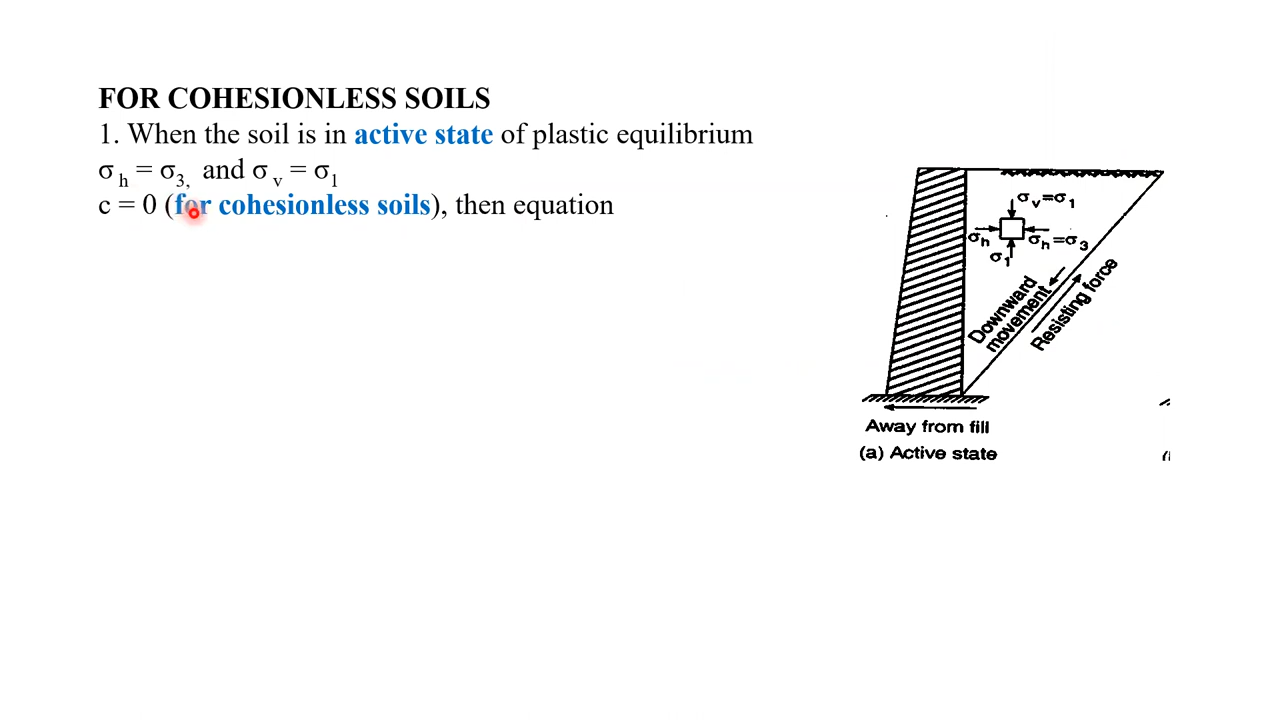 FOR COHESIONLESS SOILS
1. When the soil is in active state of plastic equilibrium
σ h = σ3, and σ v = σ1
c = 0 (for cohesionless soils), then equation
σv=σ1
σh
σh=σ3
σ1
Downward
movement
Resisting force
Away from fill
(a) Active state